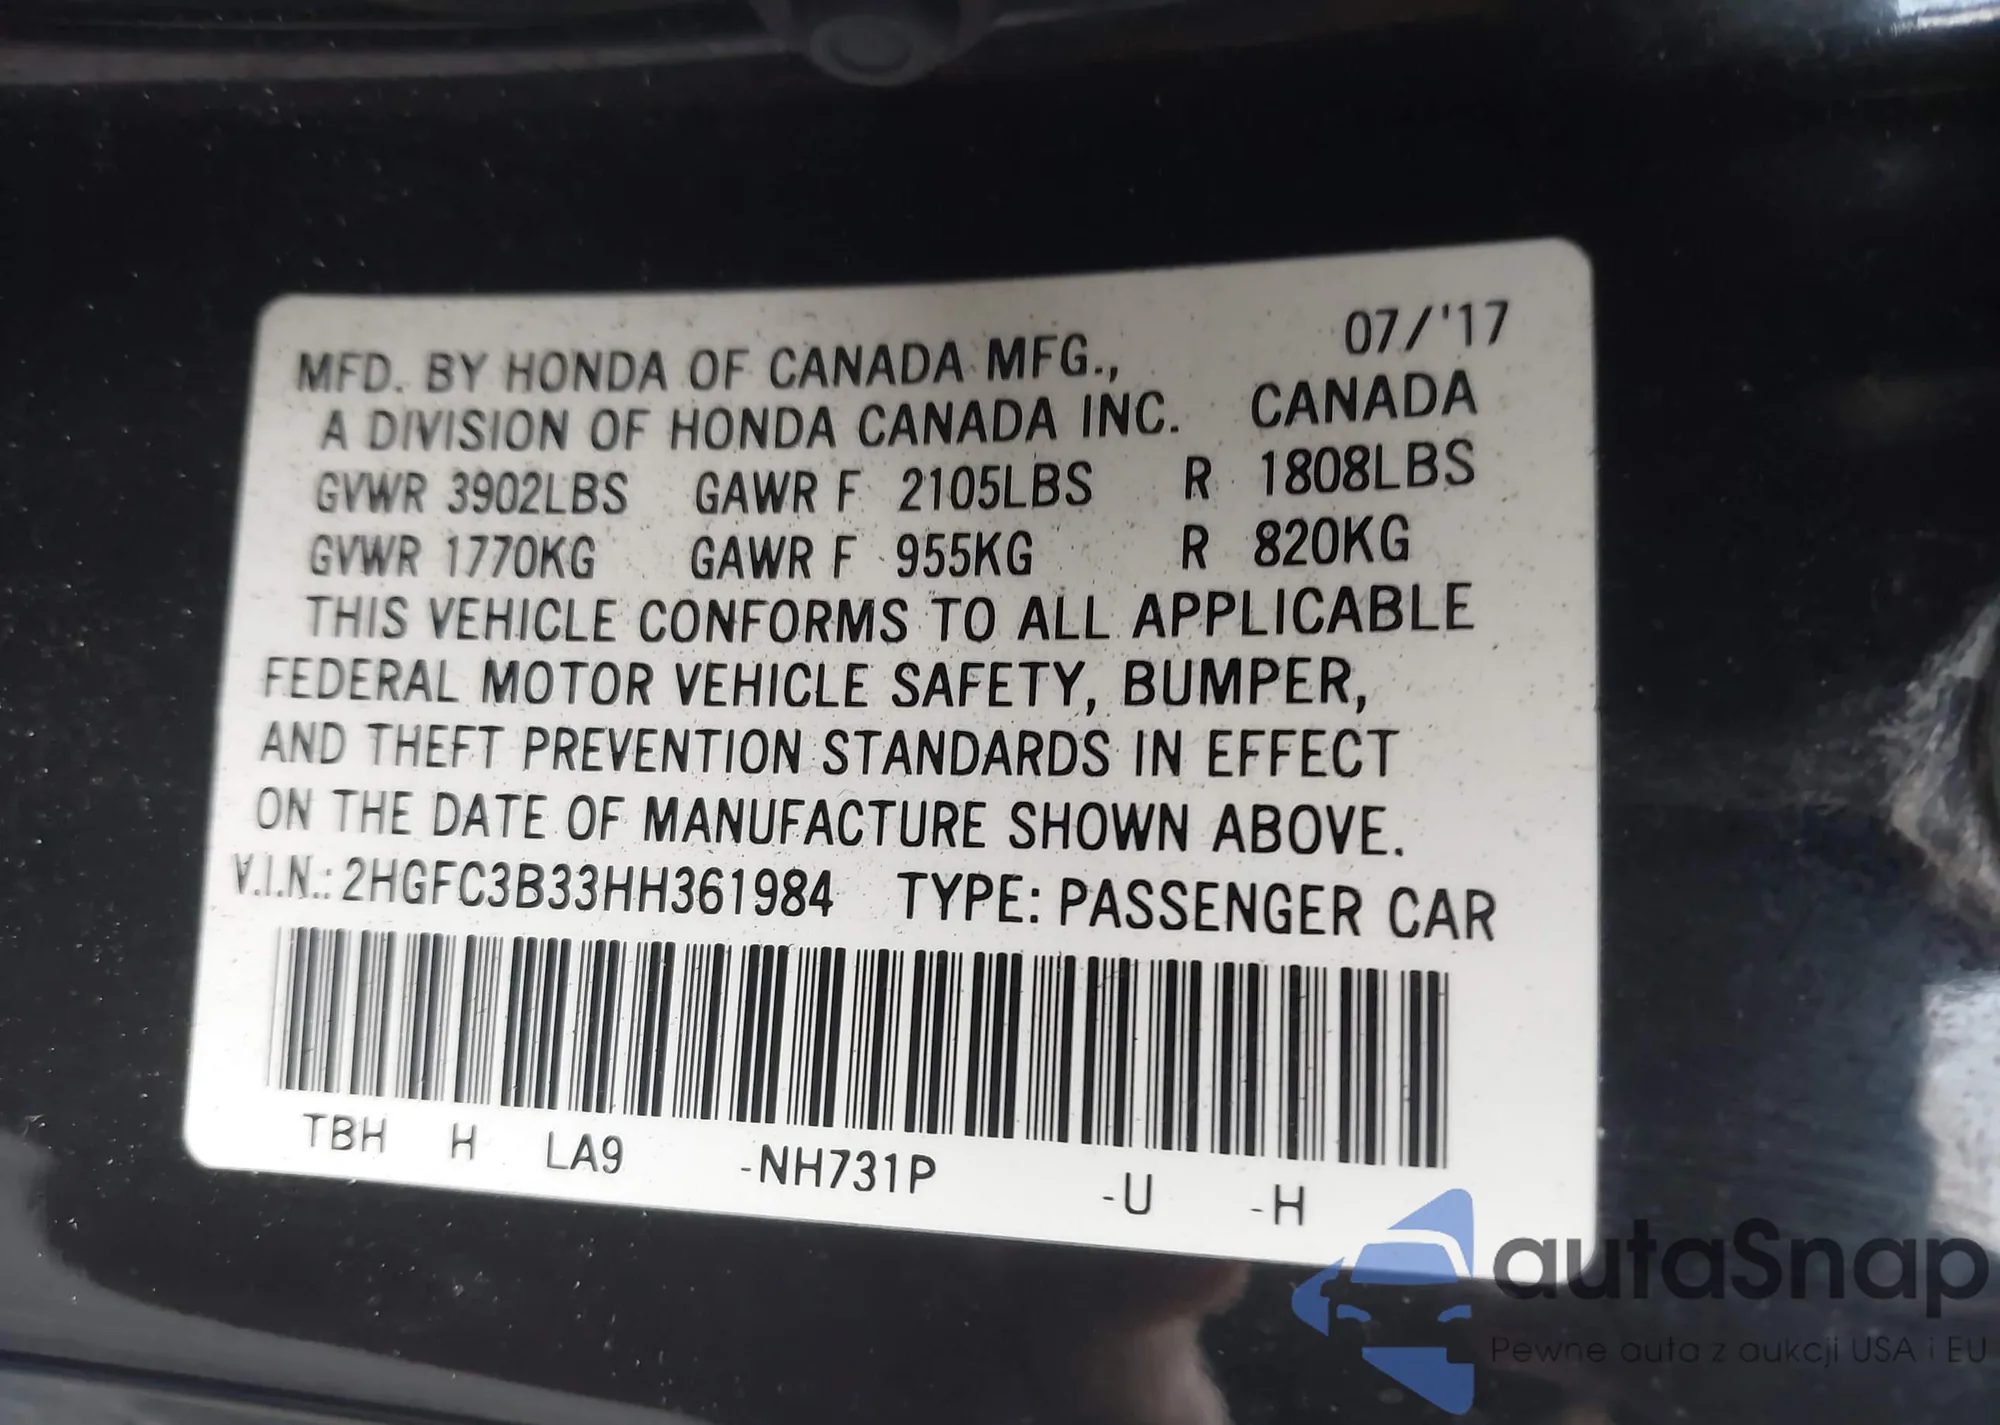 07/'17
MFD. BY HONDA OF CANADA MFG.,
A DIVISION OF HONDA CANADA INC. CANADA
GVWR 3902LBS GAWR F 2105LBS R 1808LBS
GVWR 1770KG GAWR F 955KG R 820KG
THIS VEHICLE CONFORMS TO ALL APPLICABLE
FEDERAL MOTOR VEHICLE SAFETY, BUMPER,
AND THEFT PREVENTION STANDARDS IN EFFECT
ON THE DATE OF MANUFACTURE SHOWN ABOVE.
V.I.N.: 2HGFC3B33HH361984 TYPE: PASSENGER CAR
TBH H LA9 -NH731P -U -H
autaSnap
Pewne auta z aukcji USA i EU